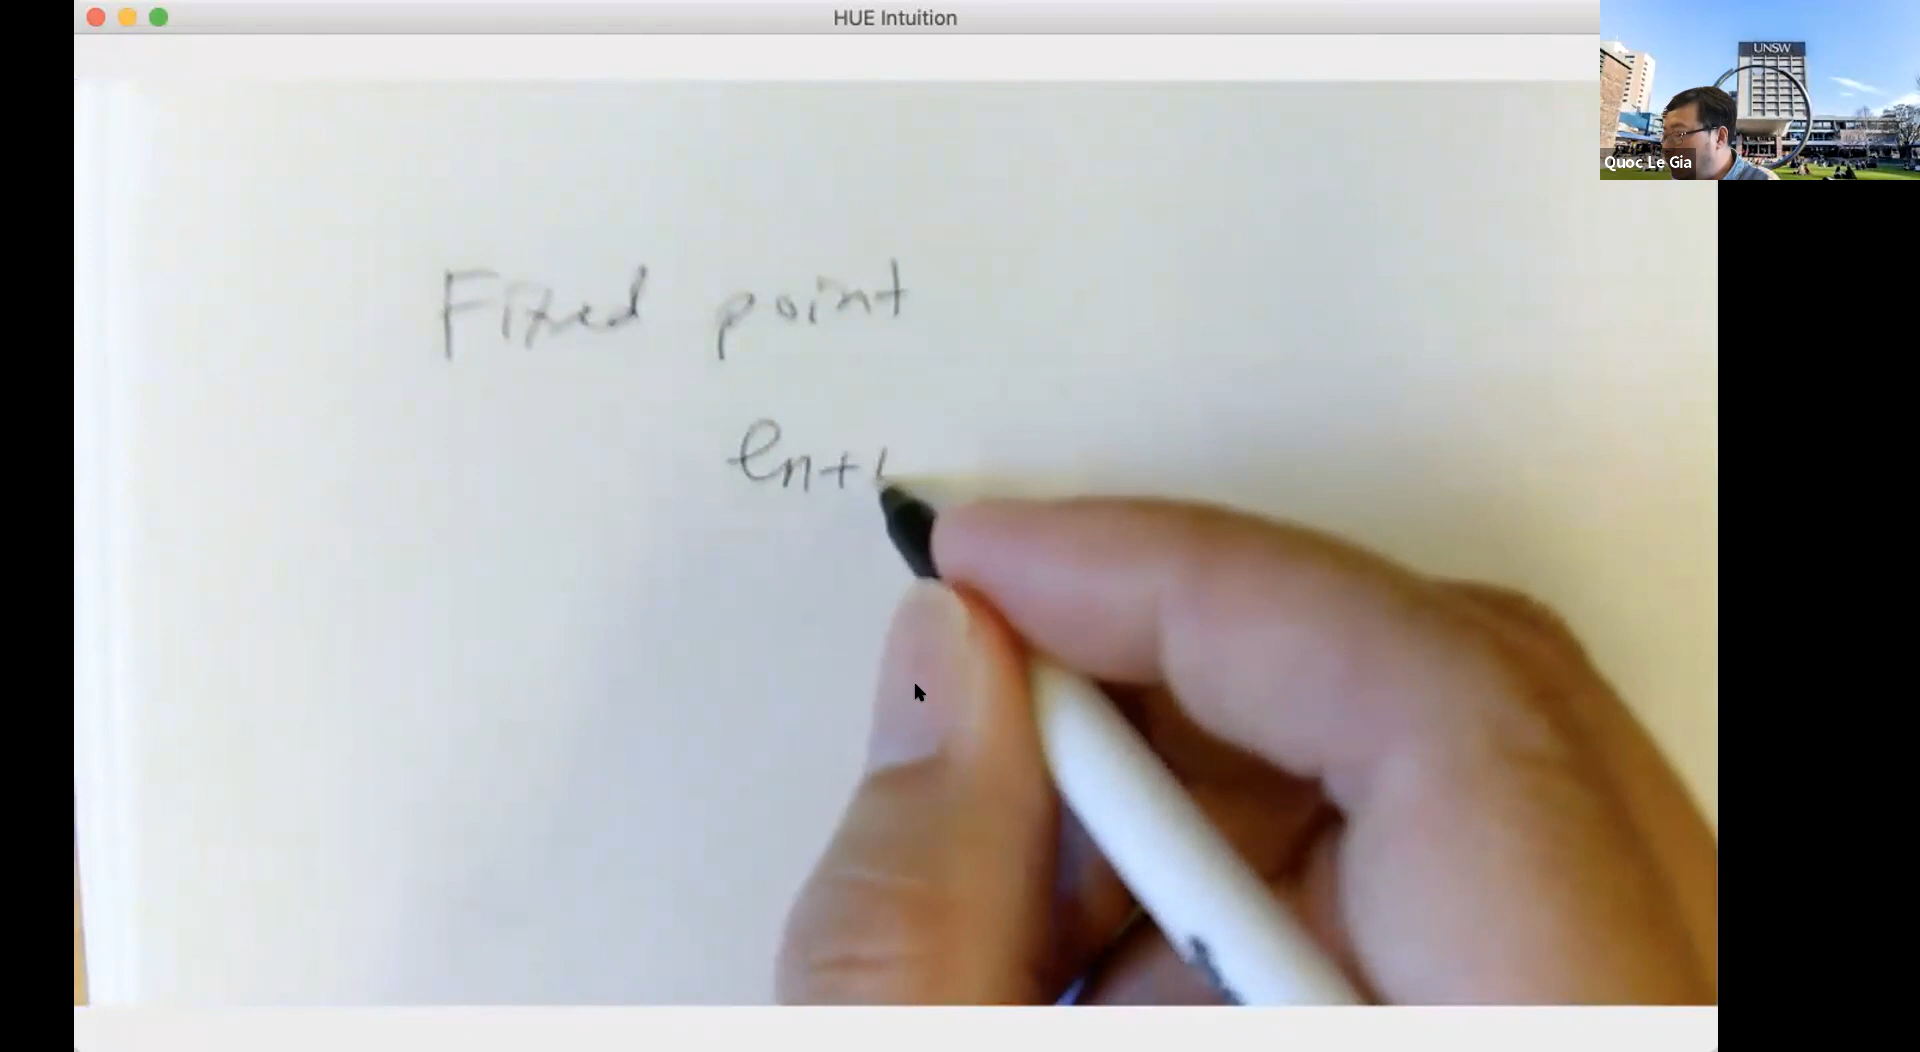 HUE Intuition
UNSW
Quoc Le Gia
Fixed point
en+1